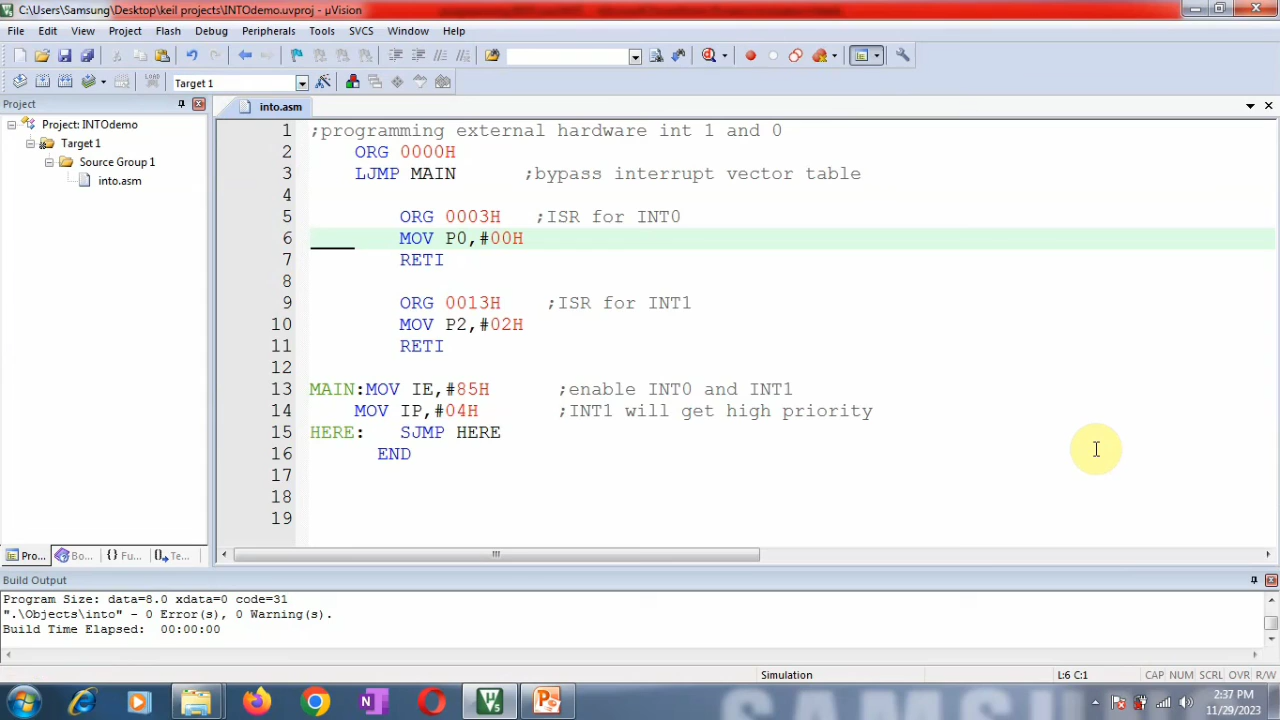 C:\Users\Samsung\Desktop\keil projects\INTOdemo.uvproj - µVision
File Edit View Project Flash Debug Peripherals Tools SVCS Window Help
Target 1
Project
into.asm
Project: INTOdemo
Target 1
Source Group 1
into.asm
1 ;programming external hardware int 1 and 0
2 ORG 0000H
3 LJMP MAIN ;bypass interrupt vector table
4
5 ORG 0003H ;ISR for INT0
6 MOV P0,#00H
7 RETI
8
9 ORG 0013H ;ISR for INT1
10 MOV P2,#02H
11 RETI
12
13 MAIN:MOV IE,#85H ;enable INT0 and INT1
14 MOV IP,#04H ;INT1 will get high priority
15 HERE: SJMP HERE
16 END
17
18
19
Pro... Bo... {} Fu... Te...
Build Output
Program Size: data=8.0 xdata=0 code=31
".\Objects\into" - 0 Error(s), 0 Warning(s).
Build Time Elapsed: 00:00:00
Simulation L:6 C:1 CAP NUM SCRL OVR R/W
2:37 PM
11/29/2023